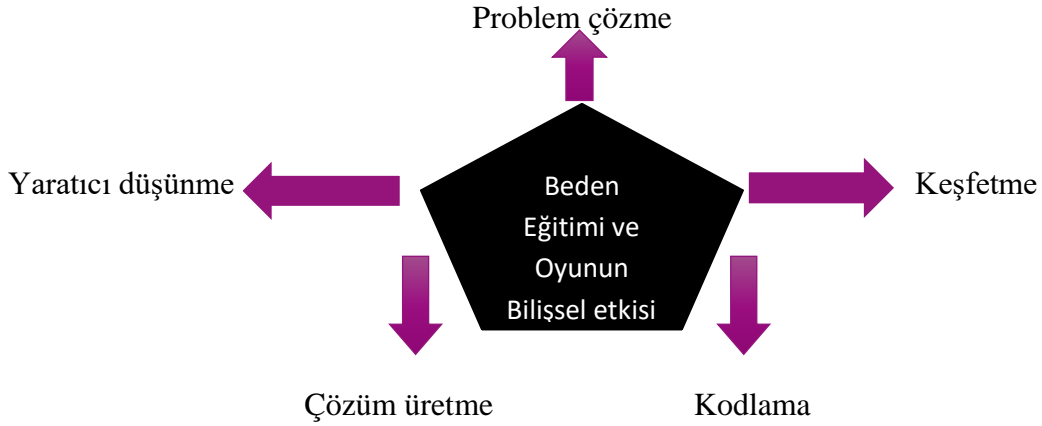 Problem çözme
Yaratıcı düşünme
Beden
Eğitimi ve
Oyunun
Bilişsel etkisi
Keşfetme
Çözüm üretme
Kodlama